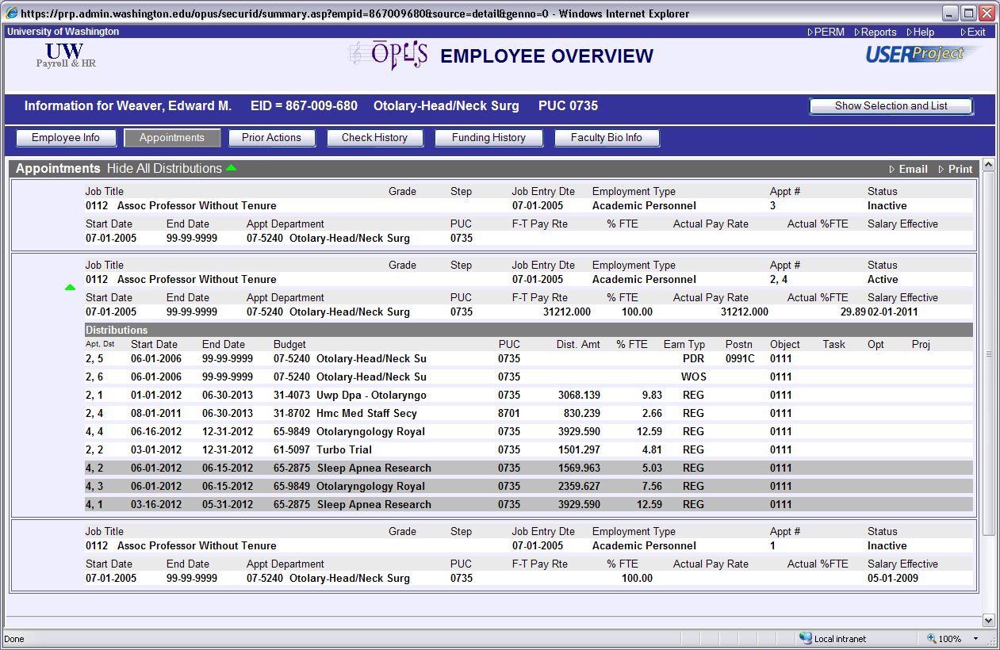 https://prp.admin.washington.edu/opus/securid/summary.asp?empid=867009680&source=detail&genno=0 - Windows Internet Explorer
University of Washington PERM Reports Help Exit
UW
Payroll & HR
OPUS EMPLOYEE OVERVIEW
USERProject
Information for Weaver, Edward M. EID = 867-009-680 Otolary-Head/Neck Surg PUC 0735 Show Selection and List
Employee Info Appointments Prior Actions Check History Funding History Faculty Bio Info
Appointments Hide All Distributions Email Print
Job Title Grade Step Job Entry Dte Employment Type Appt # Status
0112 Assoc Professor Without Tenure 07-01-2005 Academic Personnel 3 Inactive
Start Date End Date Appt Department PUC F-T Pay Rte % FTE Actual Pay Rate Actual %FTE Salary Effective
07-01-2005 99-99-9999 07-5240 Otolary-Head/Neck Surg 0735
Job Title Grade Step Job Entry Dte Employment Type Appt # Status
0112 Assoc Professor Without Tenure 07-01-2005 Academic Personnel 2, 4 Active
Start Date End Date Appt Department PUC F-T Pay Rte % FTE Actual Pay Rate Actual %FTE Salary Effective
07-01-2005 99-99-9999 07-5240 Otolary-Head/Neck Surg 0735 31212.000 100.00 31212.000 29.89 02-01-2011
Distributions
Apt, Dst Start Date End Date Budget PUC Dist. Amt % FTE Earn Typ Postn Object Task Opt Proj
2, 5 06-01-2006 99-99-9999 07-5240 Otolary-Head/Neck Su 0735 PDR 0991C 0111
2, 6 06-01-2006 99-99-9999 07-5240 Otolary-Head/Neck Su 0735 WOS 0111
2, 1 01-01-2012 06-30-2013 31-4073 Uwp Dpa - Otolaryngo 0735 3068.139 9.83 REG 0111
2, 4 08-01-2011 06-30-2013 31-8702 Hmc Med Staff Secy 8701 830.239 2.66 REG 0111
4, 4 06-16-2012 12-31-2012 65-9849 Otolaryngology Royal 0735 3929.590 12.59 REG 0111
2, 2 03-01-2012 12-31-2012 61-5097 Turbo Trial 0735 1501.297 4.81 REG 0111
4, 2 06-01-2012 06-15-2012 65-2875 Sleep Apnea Research 0735 1569.963 5.03 REG 0111
4, 3 06-01-2012 06-15-2012 65-9849 Otolaryngology Royal 0735 2359.627 7.56 REG 0111
4, 1 03-16-2012 05-31-2012 65-2875 Sleep Apnea Research 0735 3929.590 12.59 REG 0111
Job Title Grade Step Job Entry Dte Employment Type Appt # Status
0112 Assoc Professor Without Tenure 07-01-2005 Academic Personnel 1 Inactive
Start Date End Date Appt Department PUC F-T Pay Rte % FTE Actual Pay Rate Actual %FTE Salary Effective
07-01-2005 99-99-9999 07-5240 Otolary-Head/Neck Surg 0735 100.00 05-01-2009
Done Local intranet 100%